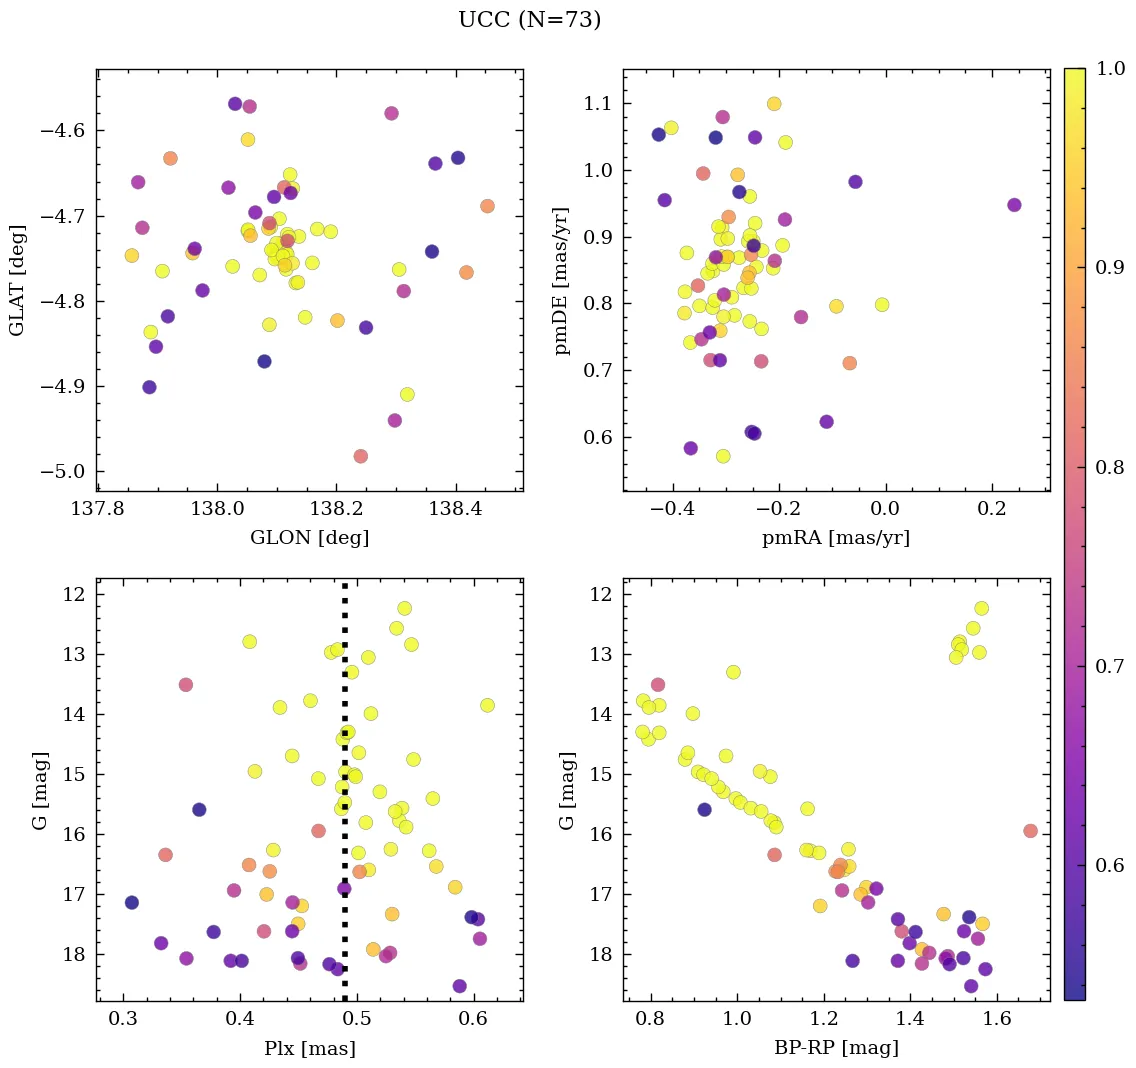 UCC (N=73)
−4.6
−4.7
−4.8
−4.9
−5.0
GLAT [deg]
137.8 138.0 138.2 138.4
GLON [deg]
1.1
1.0
0.9
0.8
0.7
0.6
pmDE [mas/yr]
−0.4 −0.2 0.0 0.2
pmRA [mas/yr]
1.0
0.9
0.8
0.7
0.6
12
13
14
15
16
17
18
G [mag]
0.3 0.4 0.5 0.6
Plx [mas]
12
13
14
15
16
17
18
G [mag]
0.8 1.0 1.2 1.4 1.6
BP-RP [mag]